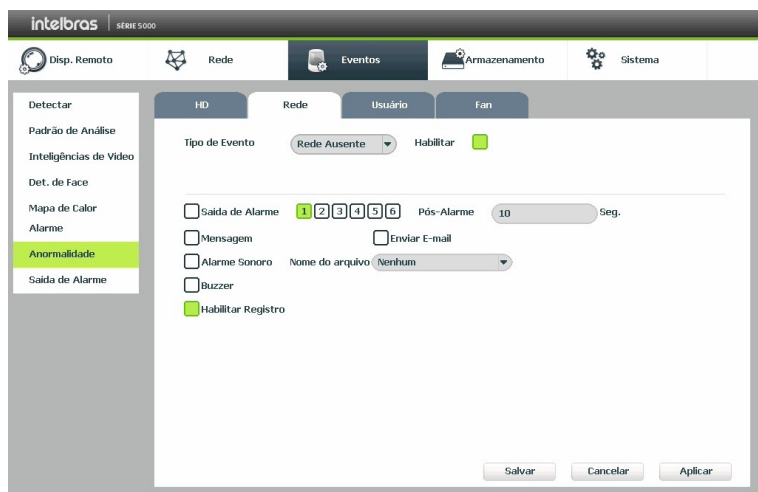 intelbras SÉRIE 5000
Disp. Remoto Rede Eventos Armazenamento Sistema
Detectar
Padrão de Análise
Inteligências de Vídeo
Det. de Face
Mapa de Calor
Alarme
Anormalidade
Saída de Alarme
HD Rede Usuário Fan
Tipo de Evento Rede Ausente Habilitar
Saída de Alarme 1 2 3 4 5 6 Pós-Alarme 10 Seg.
Mensagem Enviar E-mail
Alarme Sonoro Nome do arquivo Nenhum
Buzzer
Habilitar Registro
Salvar Cancelar Aplicar